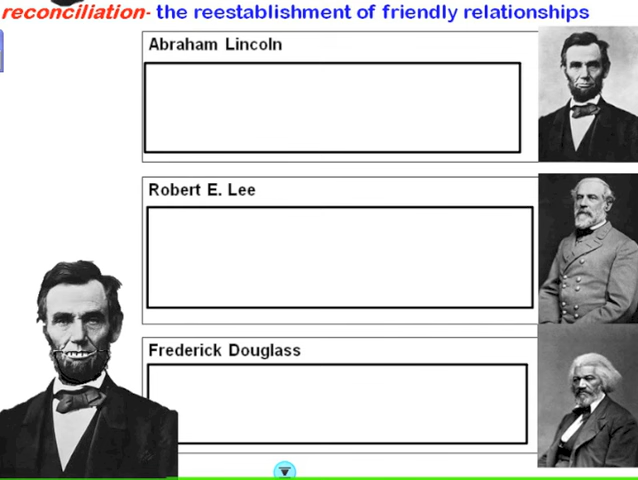 reconciliation- the reestablishment of friendly relationships
Abraham Lincoln
Robert E. Lee
Frederick Douglass